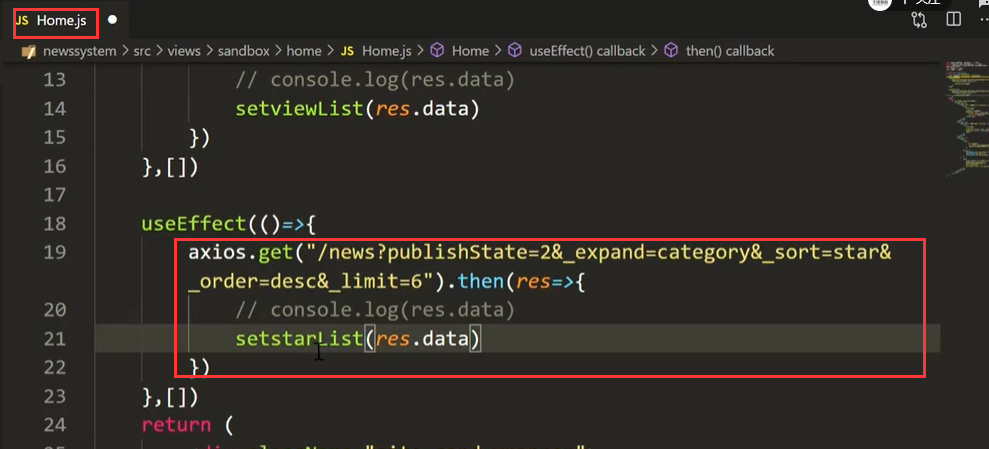 JS Home.js
newssystem > src > views > sandbox > home > JS Home.js > Home > useEffect() callback > then() callback
13 // console.log(res.data)
14 setviewList(res.data)
15 })
16 },[])
17
18 useEffect(()=>{
19 axios.get("/news?publishState=2&_expand=category&_sort=star&
_order=desc&_limit=6").then(res=>{
20 // console.log(res.data)
21 setstarList(res.data)
22 })
23 },[])
24 return (